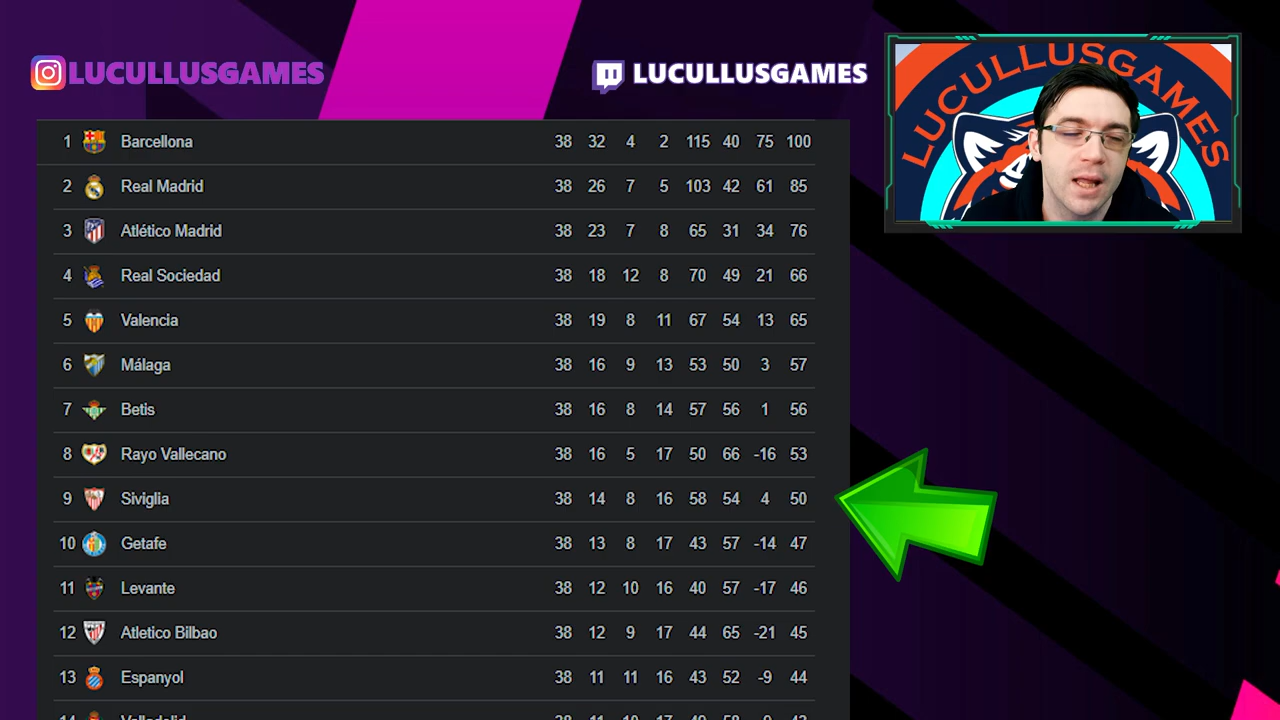 LUCULLUSGAMES
LUCULLUSGAMES
LUCULLUSGAMES
1 Barcellona 38 32 4 2 115 40 75 100
2 Real Madrid 38 26 7 5 103 42 61 85
3 Atlético Madrid 38 23 7 8 65 31 34 76
4 Real Sociedad 38 18 12 8 70 49 21 66
5 Valencia 38 19 8 11 67 54 13 65
6 Málaga 38 16 9 13 53 50 3 57
7 Betis 38 16 8 14 57 56 1 56
8 Rayo Vallecano 38 16 5 17 50 66 -16 53
9 Siviglia 38 14 8 16 58 54 4 50
10 Getafe 38 13 8 17 43 57 -14 47
11 Levante 38 12 10 16 40 57 -17 46
12 Atletico Bilbao 38 12 9 17 44 65 -21 45
13 Espanyol 38 11 11 16 43 52 -9 44